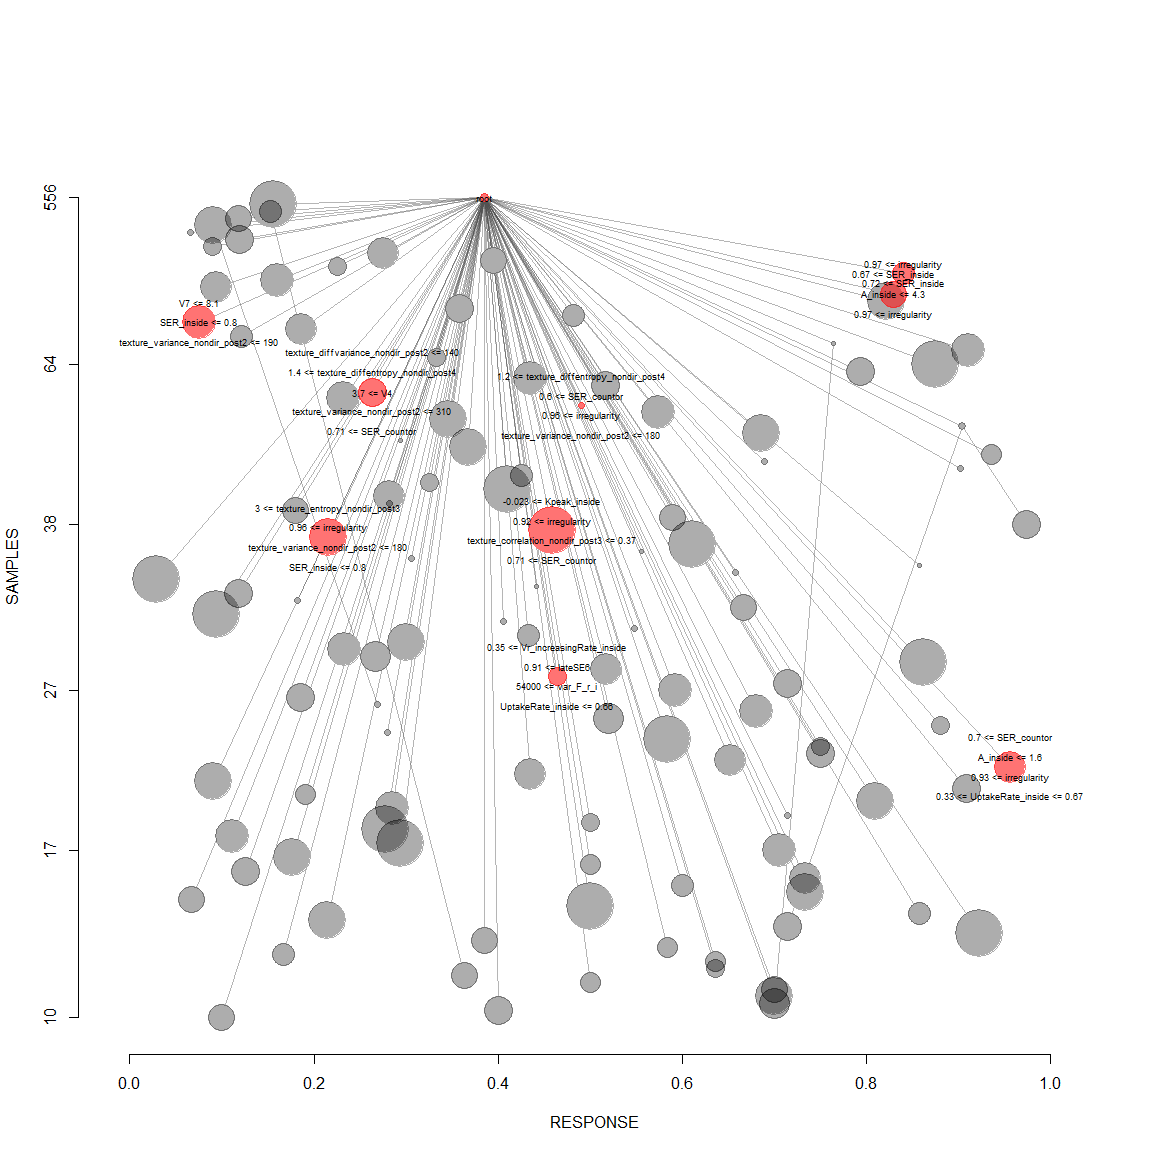 556
root
0.97 <= irregularity
0.67 <= SER_inside
0.72 <= SER_inside
A_inside <= 4.3
0.97 <= irregularity
V7 <= 8.1
SER_inside <= 0.8
texture_variance_nondir_post2 <= 190
texture_diffvariance_nondir_post2 <= 140
1.4 <= texture_diffentropy_nondir_post4
3.7 <= V4
texture_variance_nondir_post2 <= 310
0.71 <= SER_countor
64
1.2 <= texture_diffentropy_nondir_post4
0.6 <= SER_countor
0.96 <= irregularity
texture_variance_nondir_post2 <= 180
3 <= texture_entropy_nondir_post3
0.96 <= irregularity
texture_variance_nondir_post2 <= 180
SER_inside <= 0.8
-0.023 <= Kpeak_inside
0.92 <= irregularity
texture_correlation_nondir_post3 <= 0.37
0.71 <= SER_countor
38
SAMPLES
0.35 <= Vr_increasingRate_inside
0.91 <= lateSE6
54000 <= var_F_r_i
UptakeRate_inside <= 0.66
27
0.7 <= SER_countor
A_inside <= 1.6
0.93 <= irregularity
0.33 <= UptakeRate_inside <= 0.67
17
10
0.0 0.2 0.4 0.6 0.8 1.0
RESPONSE